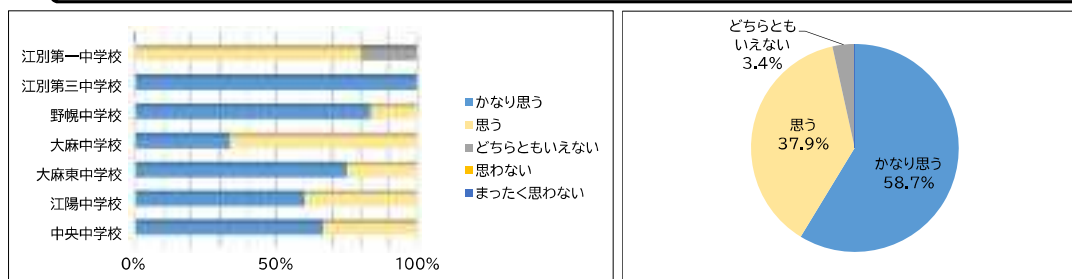 江別第一中学校
江別第三中学校
野幌中学校
大麻中学校
大麻東中学校
江陽中学校
中央中学校
0%
50%
100%
かなり思う
思う
どちらともいえない
思わない
まったく思わない
どちらとも
いえない
3.4%
思う
37.9%
かなり思う
58.7%